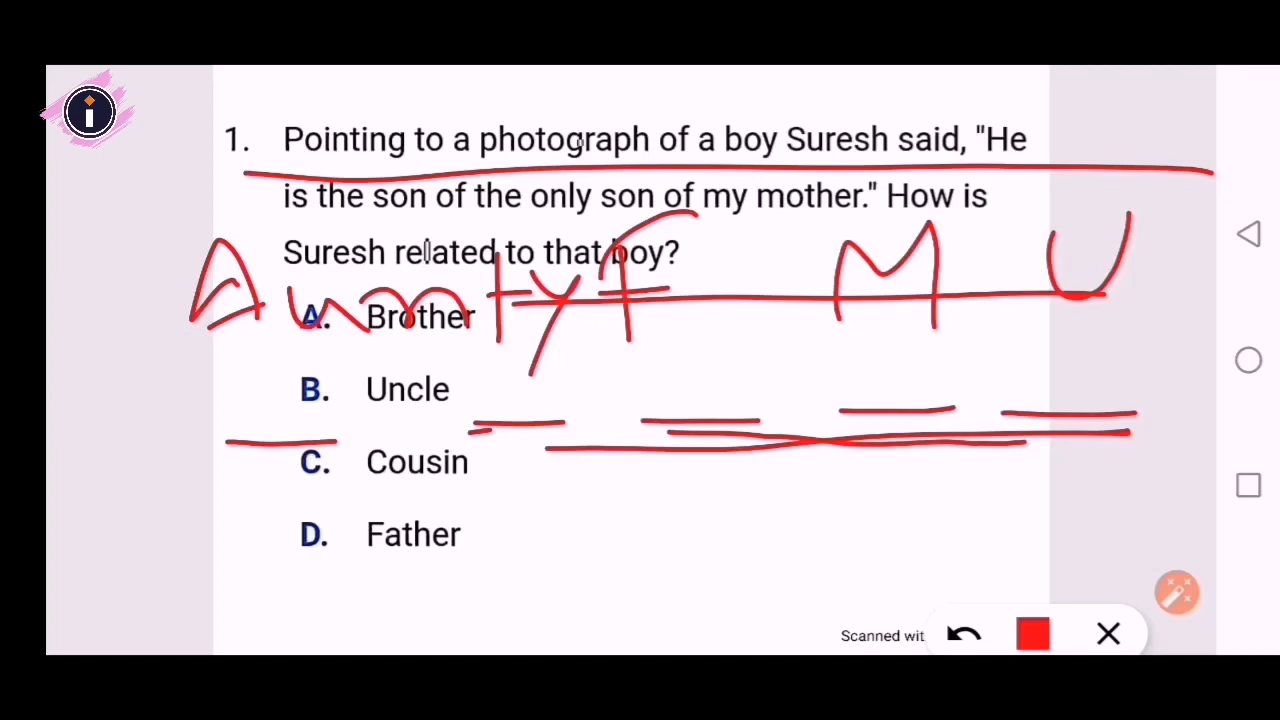 i
1. Pointing to a photograph of a boy Suresh said, "He
is the son of the only son of my mother." How is
Suresh related to that boy?
Aunty F M U
A. Brother
B. Uncle
C. Cousin
D. Father
Scanned wit